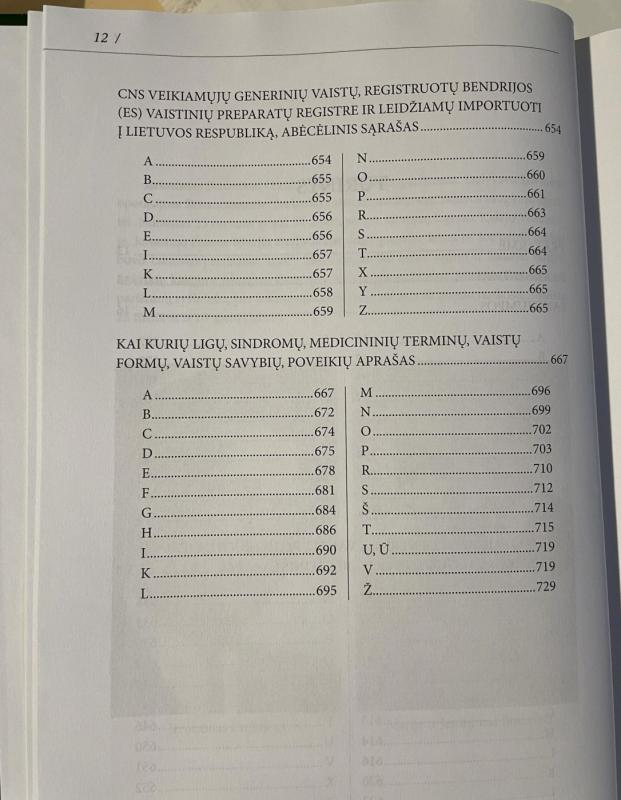 12 /
CNS VEIKIAMŲJŲ GENERINIŲ VAISTŲ, REGISTRUOTŲ BENDRIJOS
(ES) VAISTINIŲ PREPARATŲ REGISTRE IR LEIDŽIAMŲ IMPORTUOTI
Į LIETUVOS RESPUBLIKĄ, ABĖCĖLINIS SĄRAŠAS ........ 654
A ........ 654
B ........ 655
C ........ 655
D ........ 656
E ........ 656
I ........ 657
K ........ 657
L ........ 658
M ........ 659
N ........ 659
O ........ 660
P ........ 661
R ........ 663
S ........ 664
T ........ 664
X ........ 665
Y ........ 665
Z ........ 665
KAI KURIŲ LIGŲ, SINDROMŲ, MEDICININIŲ TERMINŲ, VAISTŲ
FORMŲ, VAISTŲ SAVYBIŲ, POVEIKIŲ APRAŠAS ........ 667
A ........ 667
B ........ 672
C ........ 674
D ........ 675
E ........ 678
F ........ 681
G ........ 684
H ........ 686
I ........ 690
K ........ 692
L ........ 695
M ........ 696
N ........ 699
O ........ 702
P ........ 703
R ........ 710
S ........ 712
Š ........ 714
T ........ 715
U, Ū ........ 719
V ........ 719
Ž ........ 729